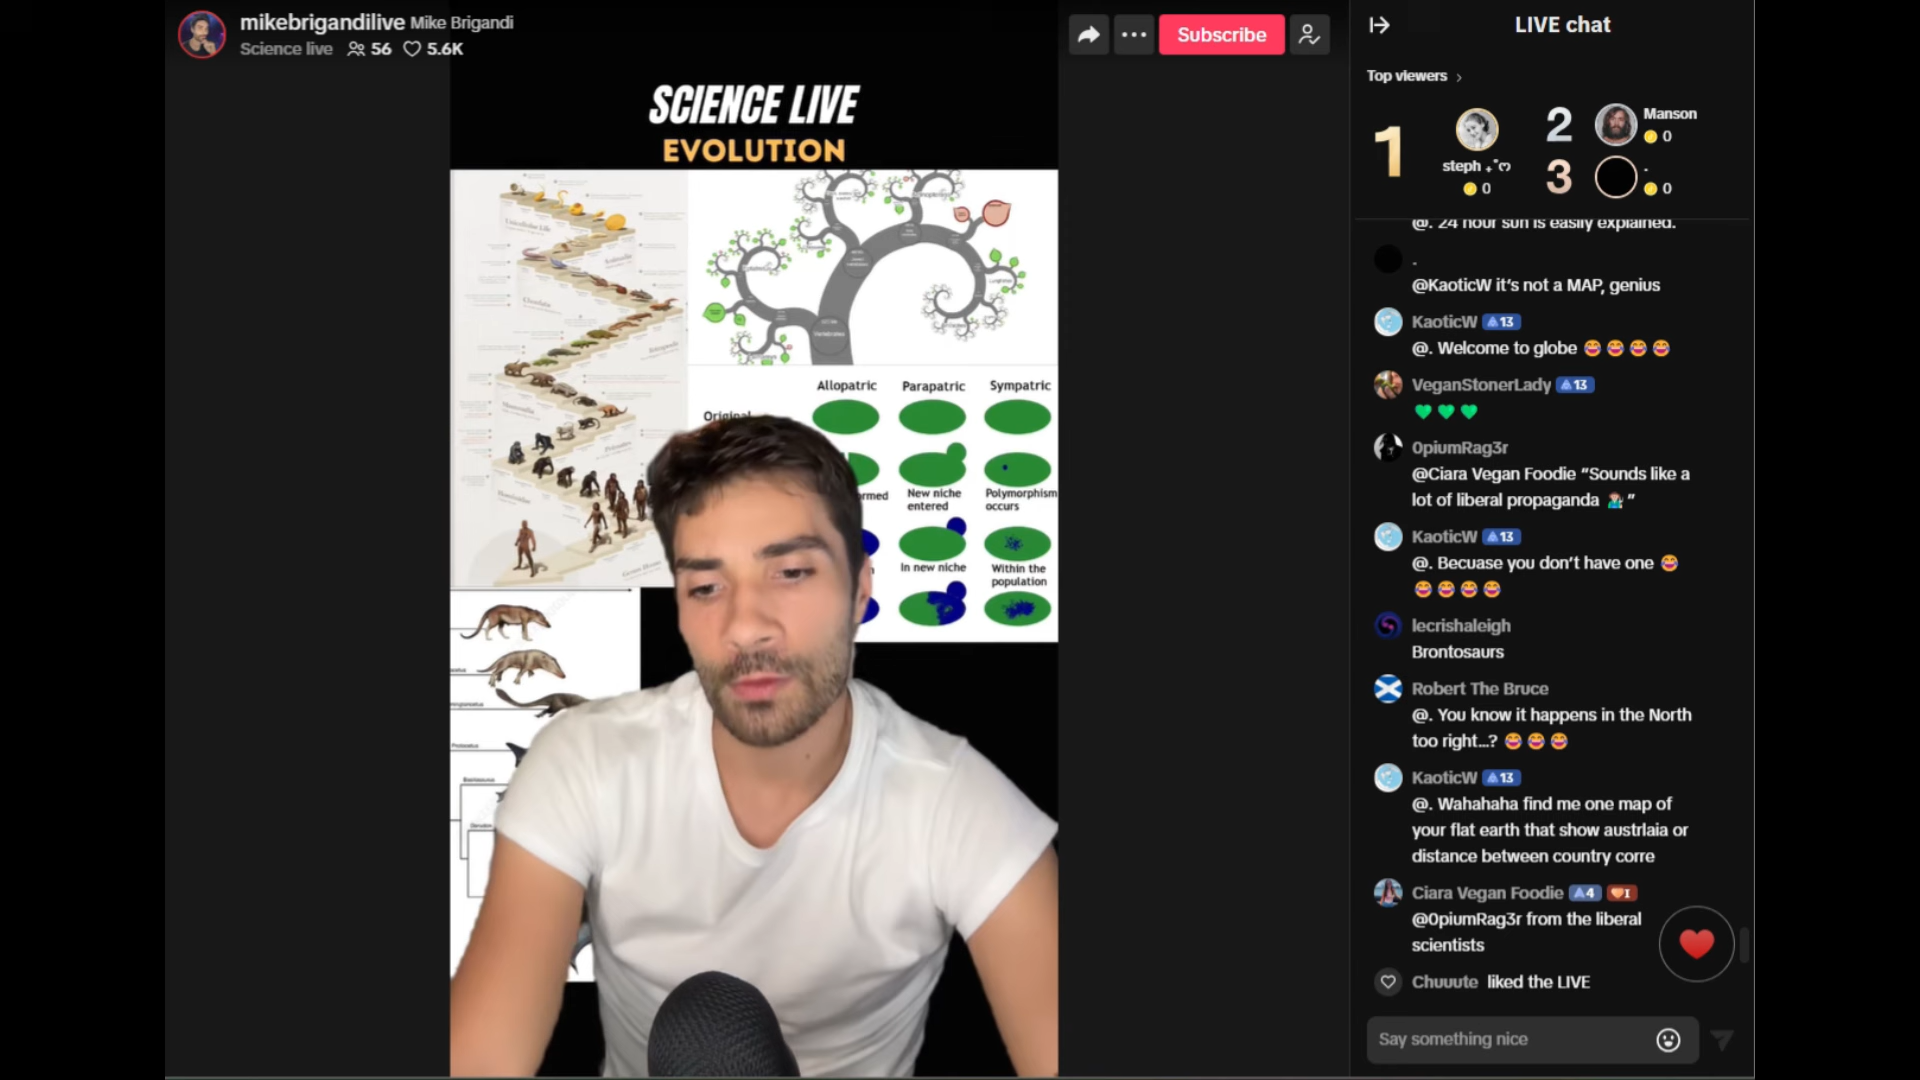 mikebrigandilive Mike Brigandi
Science live 56 5.6K
Subscribe
SCIENCE LIVE
EVOLUTION
Allopatric Parapatric Sympatric
Original
New niche
entered
Polymorphism
occurs
In new niche
Within the
population
LIVE chat
Top viewers
1
steph
0
2
Manson
0
3
.
0
@. 24 hour sun is easily explained.
.
@KaoticW it's not a MAP, genius
KaoticW 13
@. Welcome to globe 😂😂😂😂
VeganStonerLady 13
💚💚💚
0piumRag3r
@Ciara Vegan Foodie “Sounds like a
lot of liberal propaganda ”
KaoticW 13
@. Becuase you don't have one 😂
😂😂😂😂
lecrishaleigh
Brontosaurs
Robert The Bruce
@. You know it happens in the North
too right...? 😂😂😂
KaoticW 13
@. Wahahaha find me one map of
your flat earth that show austrlaia or
distance between country corre
Ciara Vegan Foodie 4 I
@0piumRag3r from the liberal
scientists
Chuuute liked the LIVE
Say something nice